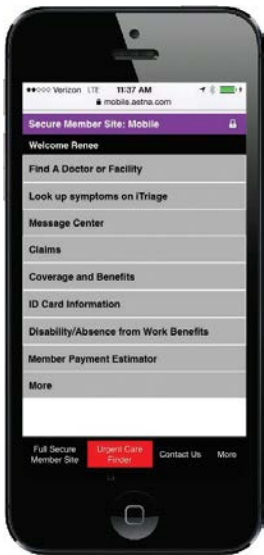 Verizon LTE 11:37 AM
mobile.aetna.com
Secure Member Site: Mobile
Welcome Renee
Find A Doctor or Facility
Look up symptoms on iTriage
Message Center
Claims
Coverage and Benefits
ID Card Information
Disability/Absence from Work Benefits
Member Payment Estimator
More
Full Secure Member Site
Urgent Care Finder
Contact Us
More